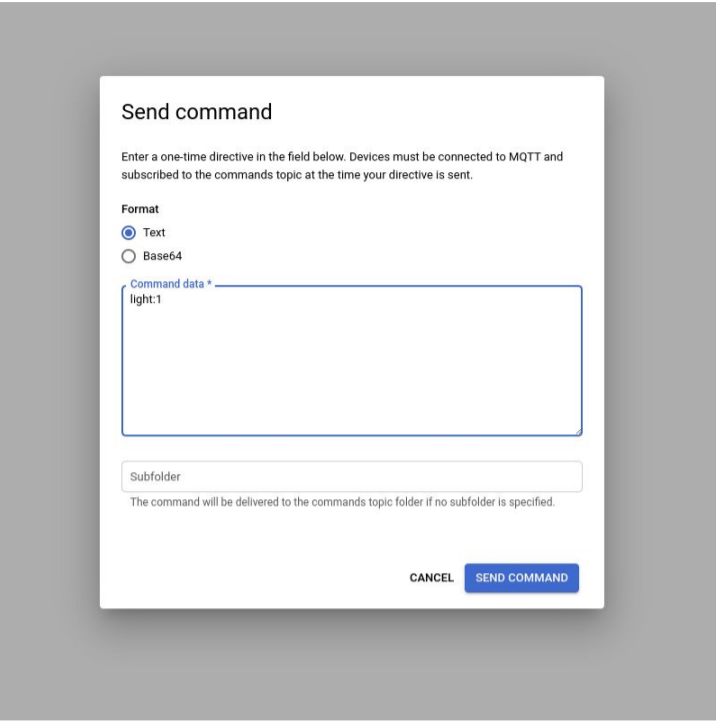 Send command
Enter a one-time directive in the field below. Devices must be connected to MQTT and
subscribed to the commands topic at the time your directive is sent.
Format
Text
Base64
Command data *
light:1
Subfolder
The command will be delivered to the commands topic folder if no subfolder is specified.
CANCEL SEND COMMAND